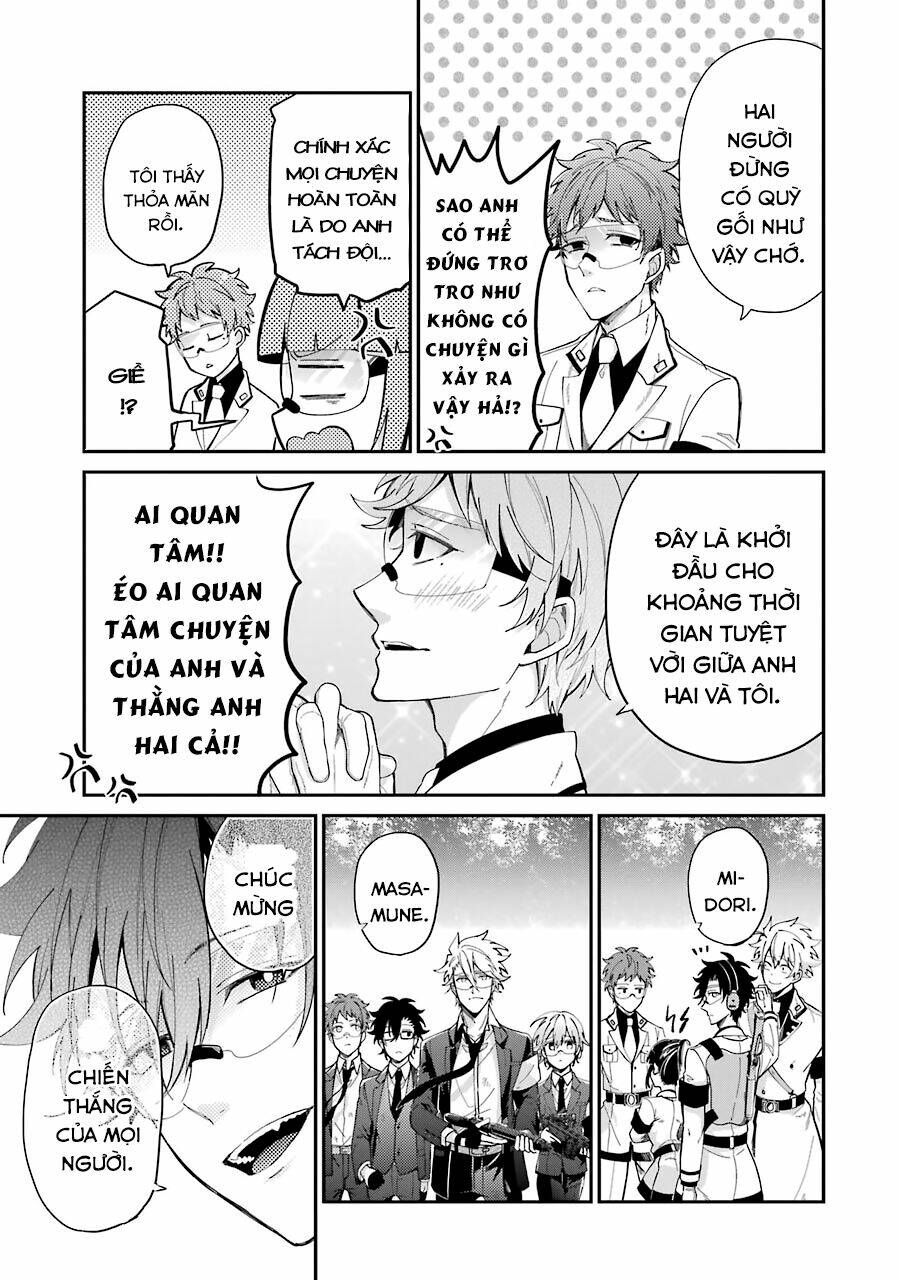 HAI
NGƯỜI
ĐỪNG
CÓ QUỲ
GỐI NHƯ
VẬY CHỚ.
SAO ANH
CÓ THỂ
ĐỨNG TRƠ
TRƠ NHƯ
KHÔNG CÓ
CHUYỆN GÌ
XẢY RA
VẬY HẢ!?
CHÍNH XÁC
MỌI CHUYỆN
HOÀN TOÀN
LÀ DO ANH
TÁCH ĐỘI...
TÔI THẤY
THỎA MÃN
RỒI.
GIỀ
!?
ĐÂY LÀ KHỞI
ĐẦU CHO
KHOẢNG THỜI
GIAN TUYỆT
VỜI GIỮA ANH
HAI VÀ TÔI.
AI QUAN
TÂM!!
ÉO AI QUAN
TÂM CHUYỆN
CỦA ANH VÀ
THẰNG ANH
HAI CẢ!!
MI-
DORI.
MASA-
MUNE.
CHÚC
MỪNG
CHIẾN
THẮNG
CỦA MỌI
NGƯỜI.